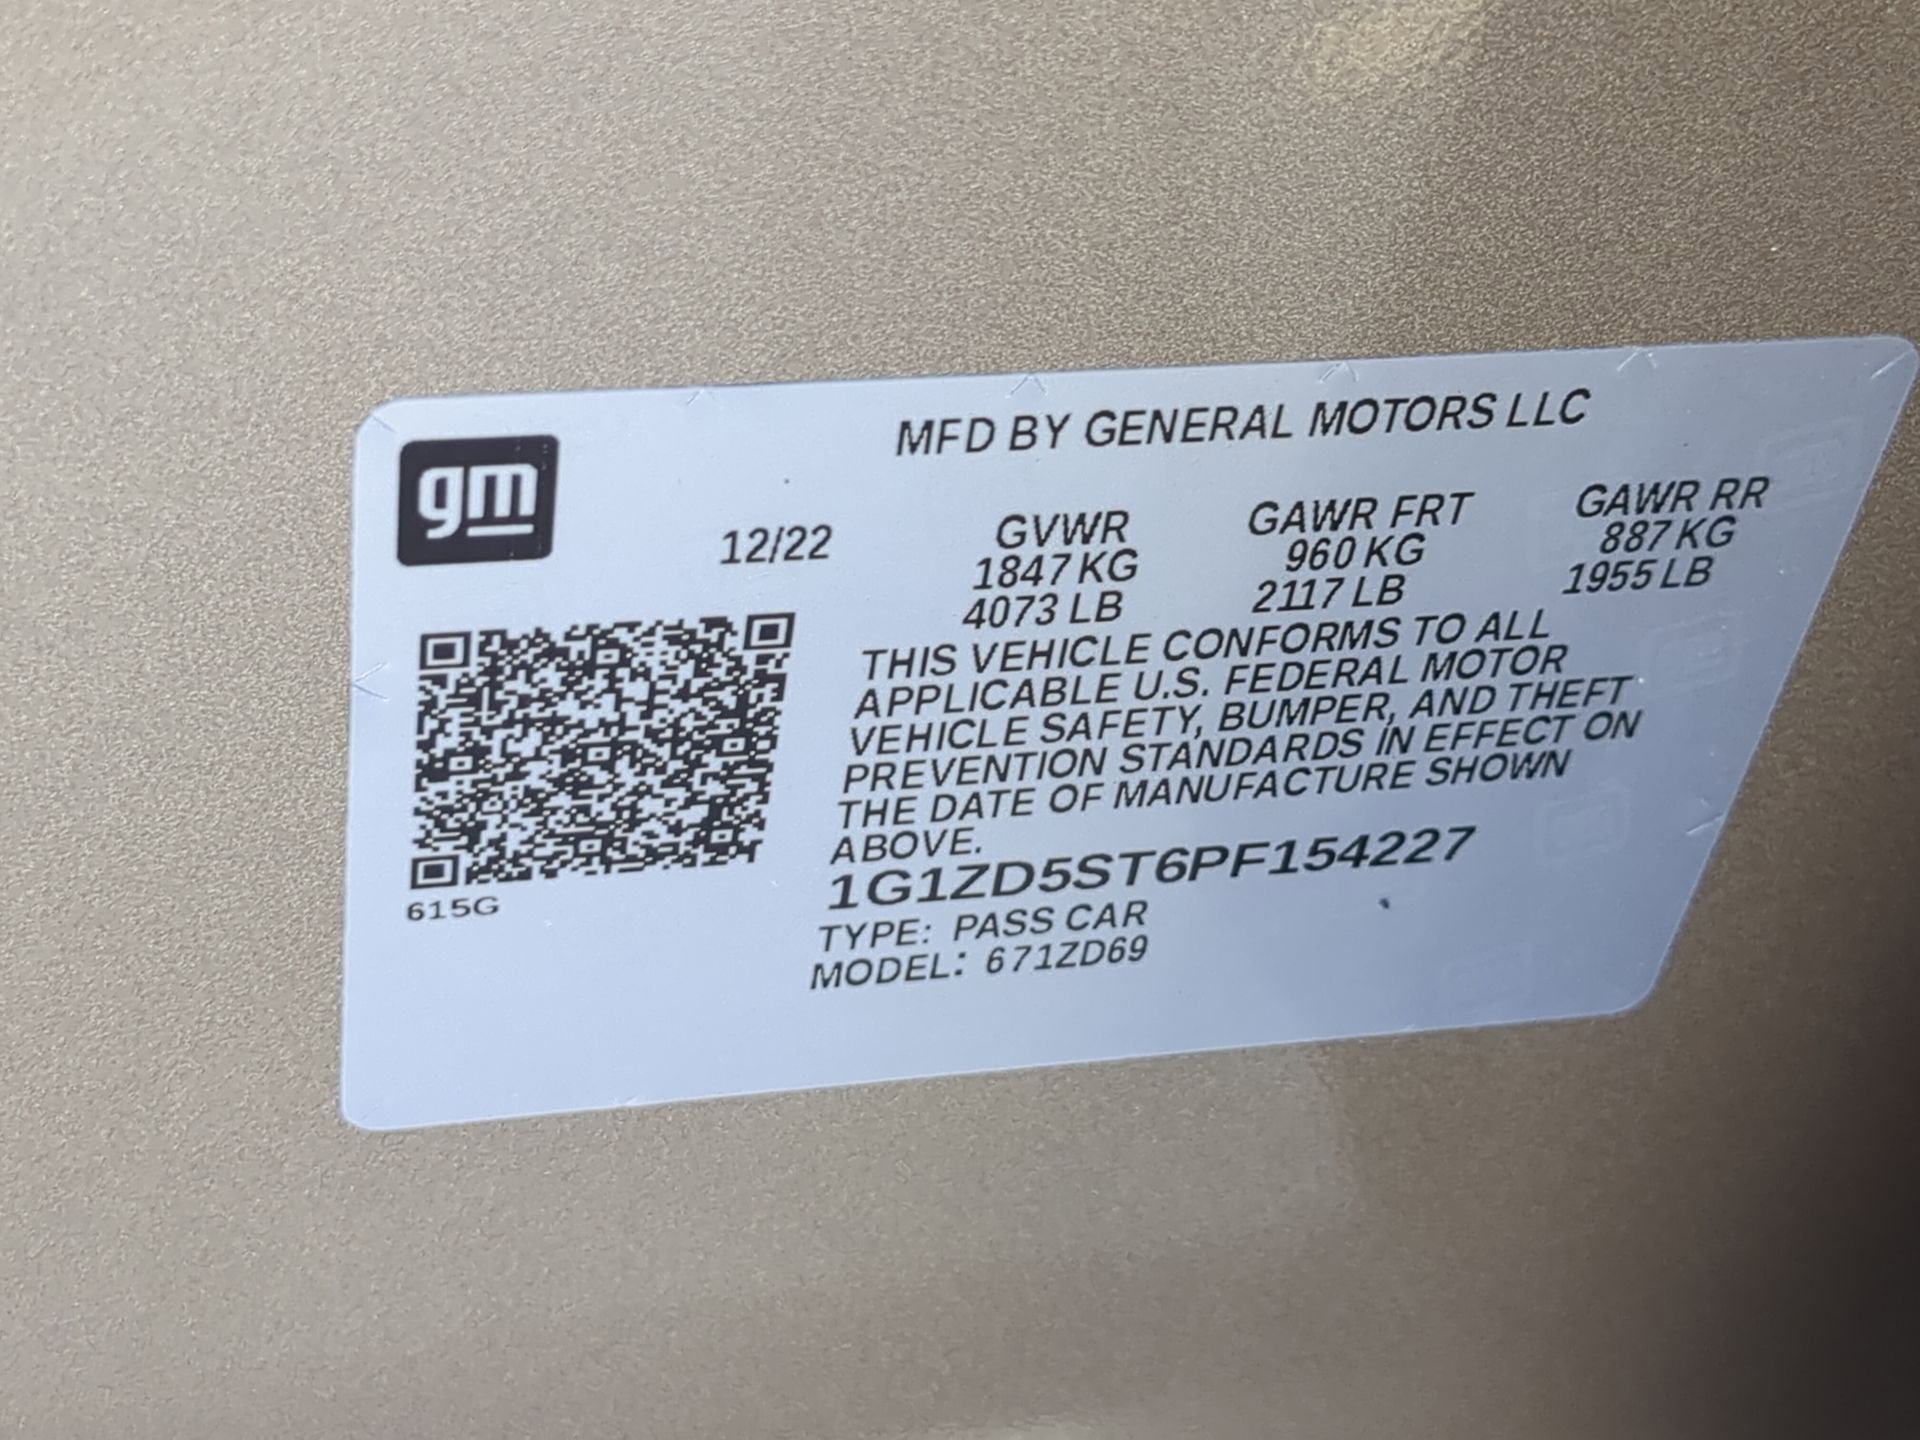 MFD BY GENERAL MOTORS LLC
gm
12/22
GVWR GAWR FRT GAWR RR
1847 KG 960 KG 887 KG
4073 LB 2117 LB 1955 LB
THIS VEHICLE CONFORMS TO ALL
APPLICABLE U.S. FEDERAL MOTOR
VEHICLE SAFETY, BUMPER, AND THEFT
PREVENTION STANDARDS IN EFFECT ON
THE DATE OF MANUFACTURE SHOWN
ABOVE.
1G1ZD5ST6PF154227
615G
TYPE: PASS CAR
MODEL: 671ZD69